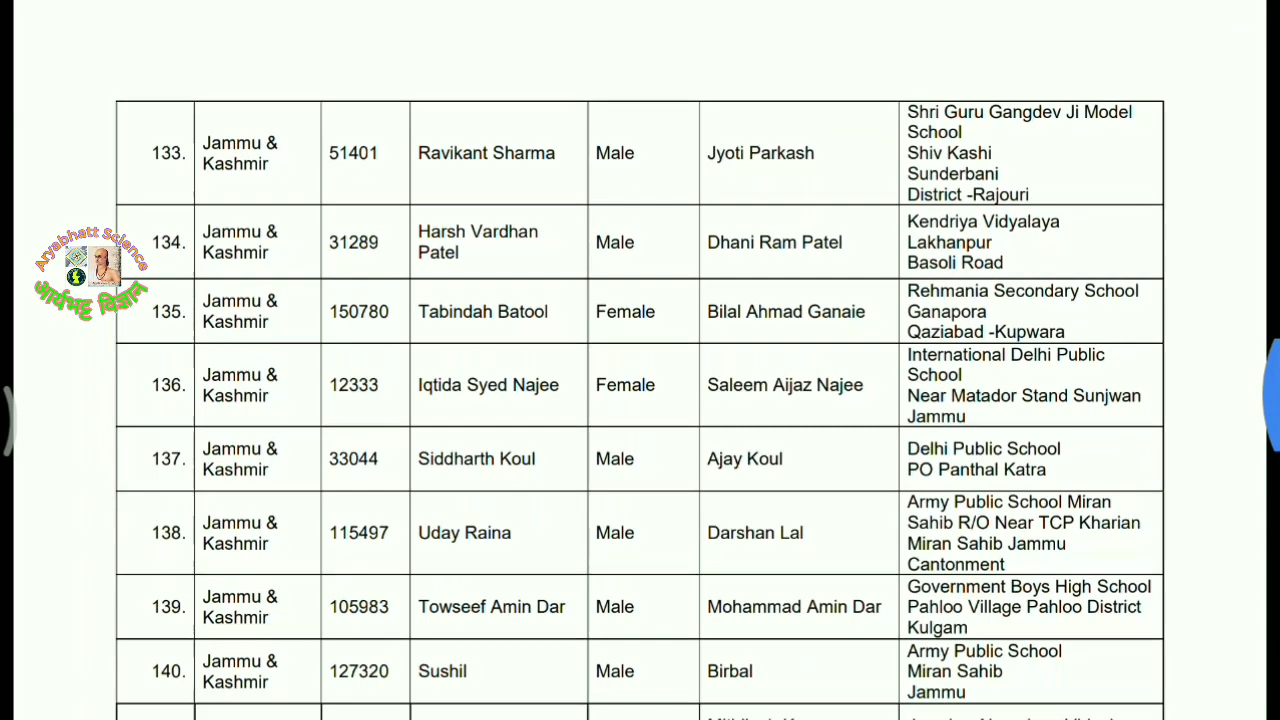 133.
Jammu &
Kashmir
51401
Ravikant Sharma
Male
Jyoti Parkash
Shri Guru Gangdev Ji Model
School
Shiv Kashi
Sunderbani
District -Rajouri
134.
Jammu &
Kashmir
31289
Harsh Vardhan
Patel
Male
Dhani Ram Patel
Kendriya Vidyalaya
Lakhanpur
Basoli Road
Aryabhatt Science
आर्यभट्ट विज्ञान
135.
Jammu &
Kashmir
150780
Tabindah Batool
Female
Bilal Ahmad Ganaie
Rehmania Secondary School
Ganapora
Qaziabad -Kupwara
136.
Jammu &
Kashmir
12333
Iqtida Syed Najee
Female
Saleem Aijaz Najee
International Delhi Public
School
Near Matador Stand Sunjwan
Jammu
137.
Jammu &
Kashmir
33044
Siddharth Koul
Male
Ajay Koul
Delhi Public School
PO Panthal Katra
138.
Jammu &
Kashmir
115497
Uday Raina
Male
Darshan Lal
Army Public School Miran
Sahib R/O Near TCP Kharian
Miran Sahib Jammu
Cantonment
139.
Jammu &
Kashmir
105983
Towseef Amin Dar
Male
Mohammad Amin Dar
Government Boys High School
Pahloo Village Pahloo District
Kulgam
140.
Jammu &
Kashmir
127320
Sushil
Male
Birbal
Army Public School
Miran Sahib
Jammu